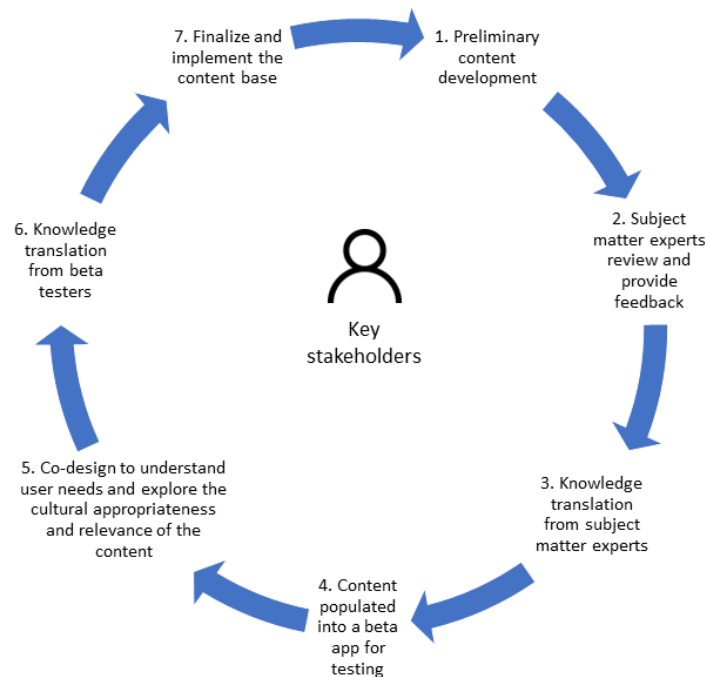 1. Preliminary
content
development
2. Subject
matter experts
review and
provide
feedback
3. Knowledge
translation
from subject
matter experts
4. Content
populated
into a beta
app for
testing
5. Co-design to understand
user needs and explore the
cultural appropriateness
and relevance of the
content
6. Knowledge
translation
from beta
testers
7. Finalize and
implement the
content base
Key
stakeholders